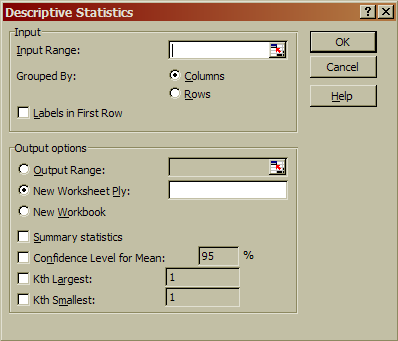 Descriptive Statistics
Input
Input Range:
OK
Grouped By:
Columns
Cancel
Rows
Help
Labels in First Row
Output options
Output Range:
New Worksheet Ply:
New Workbook
Summary statistics
Confidence Level for Mean: 95 %
Kth Largest: 1
Kth Smallest: 1